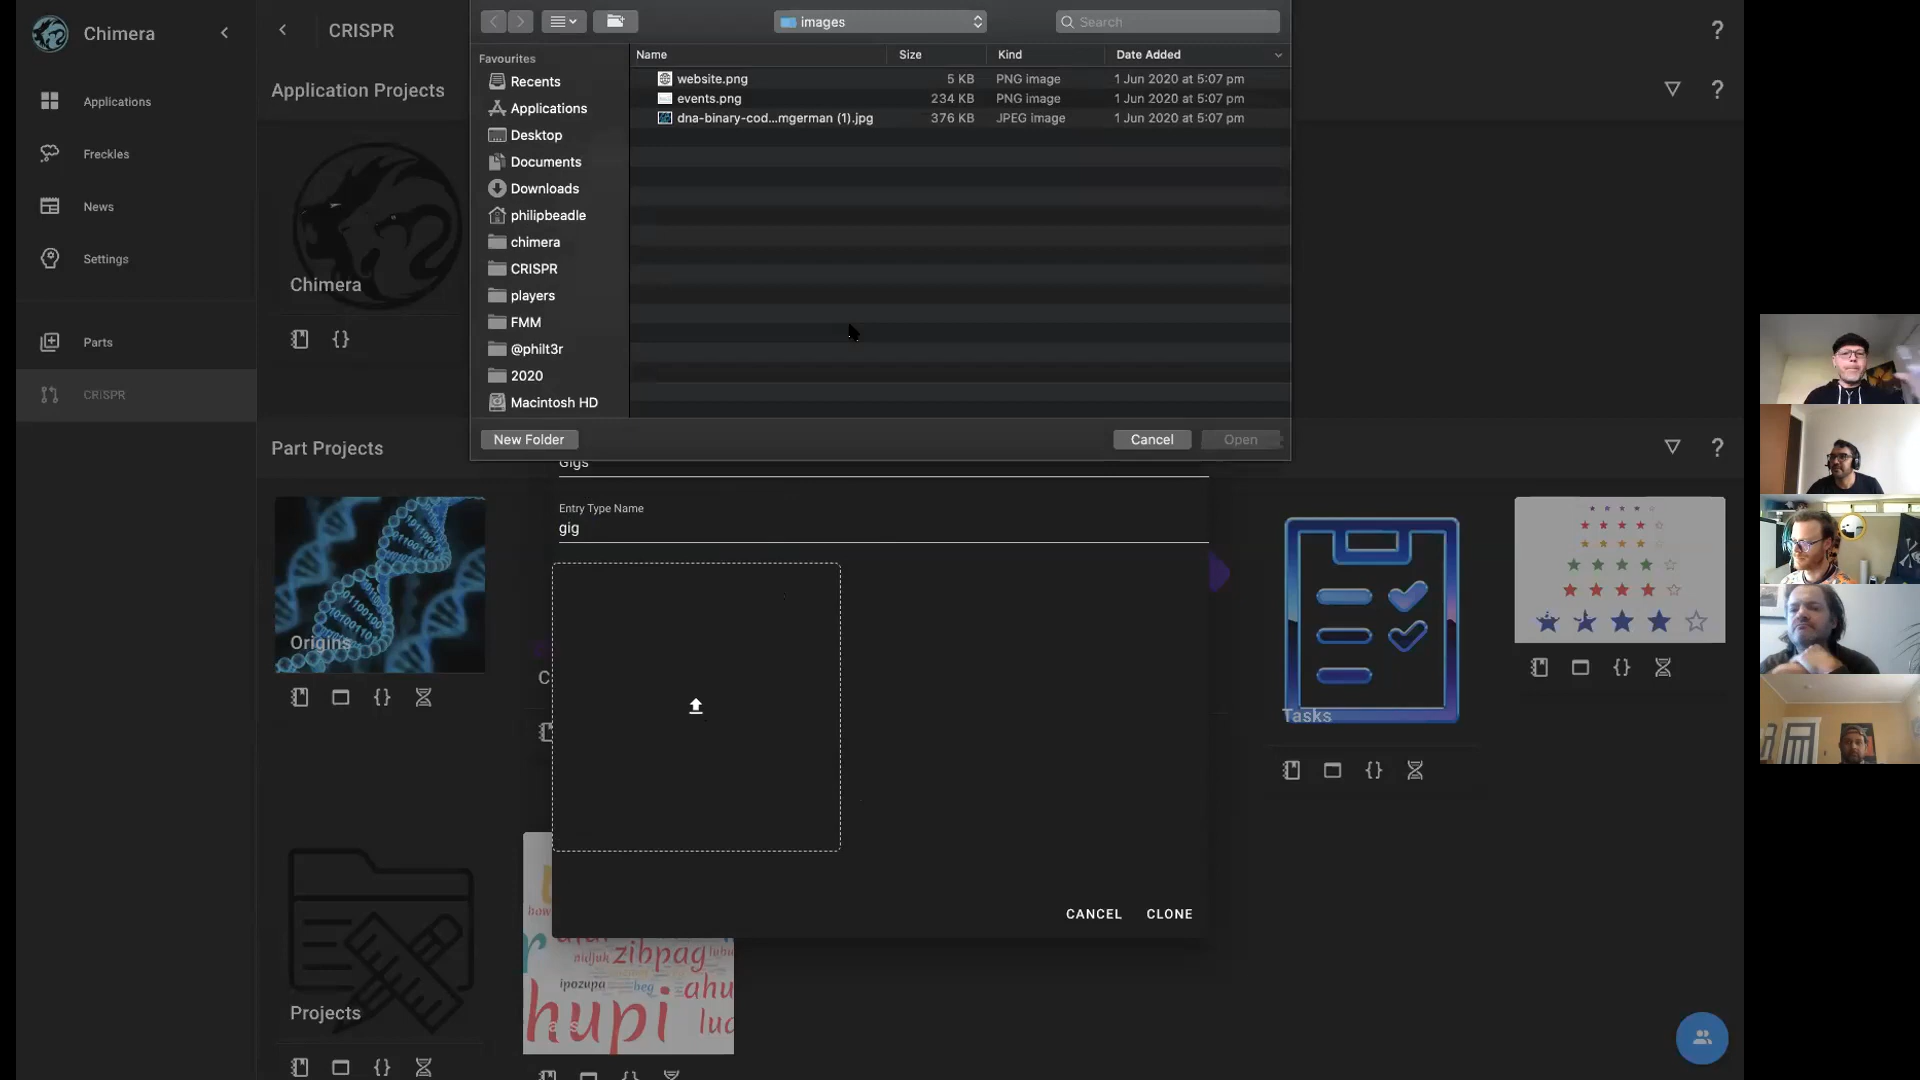 Chimera
Applications
Freckles
News
Settings
Parts
CRISPR
CRISPR
Application Projects
?
?
Chimera
{}
images
Search
Favourites
Recents
Applications
Desktop
Documents
Downloads
philipbeadle
chimera
CRISPR
players
FMM
@philt3r
2020
Macintosh HD
Name Size Kind Date Added
website.png 5 KB PNG image 1 Jun 2020 at 5:07 pm
events.png 234 KB PNG image 1 Jun 2020 at 5:07 pm
dna-binary-cod...mgerman (1).jpg 376 KB JPEG image 1 Jun 2020 at 5:07 pm
New Folder
Cancel
Open
Gigs
Entry Type Name
gig
CANCEL
CLONE
Part Projects
?
Origins
{}
C
Tasks
{}
{}
Projects
{}
how
nidjuk zibpag lubu
ipozupa beg ahu
hupi luc
{}